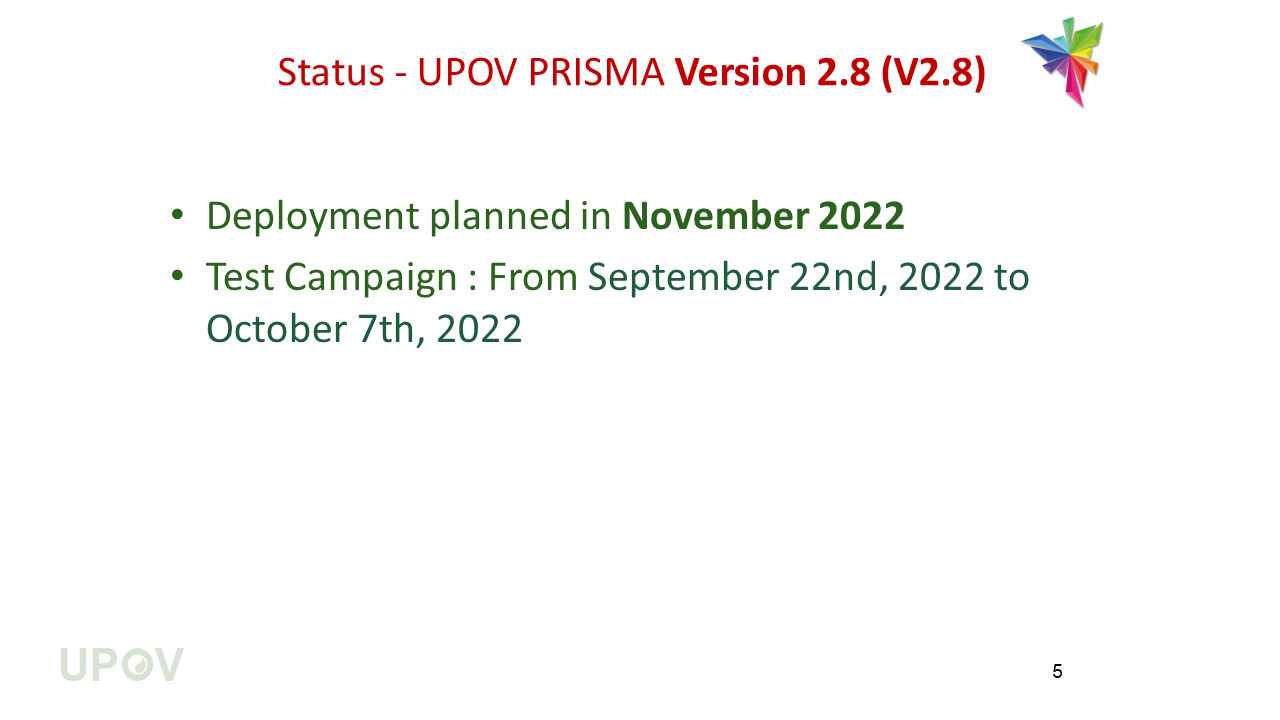 Status - UPOV PRISMA Version 2.8 (V2.8)
• Deployment planned in November 2022
• Test Campaign : From September 22nd, 2022 to
October 7th, 2022
UPOV
5